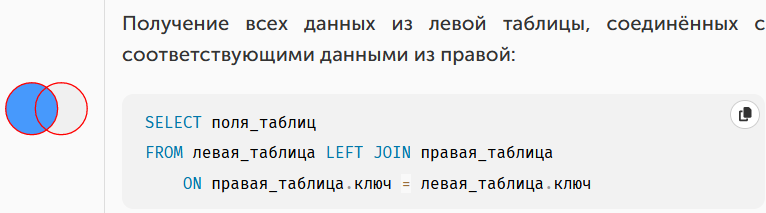 Получение всех данных из левой таблицы, соединённых с
соответствующими данными из правой:
SELECT поля_таблиц
FROM левая_таблица LEFT JOIN правая_таблица
ON правая_таблица.ключ = левая_таблица.ключ